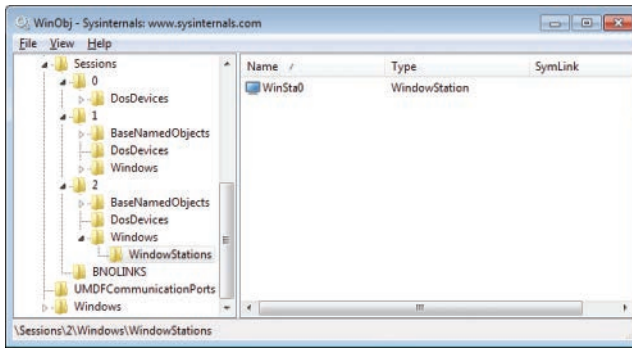 WinObj - Sysinternals: www.sysinternals.com
File View Help
Sessions
0
DosDevices
1
BaseNamedObjects
DosDevices
Windows
2
BaseNamedObjects
DosDevices
Windows
WindowStations
BNOLINKS
UMDFCommunicationPorts
Windows
Name / Type SymLink
WinSta0 WindowStation
\Sessions\2\Windows\WindowStations